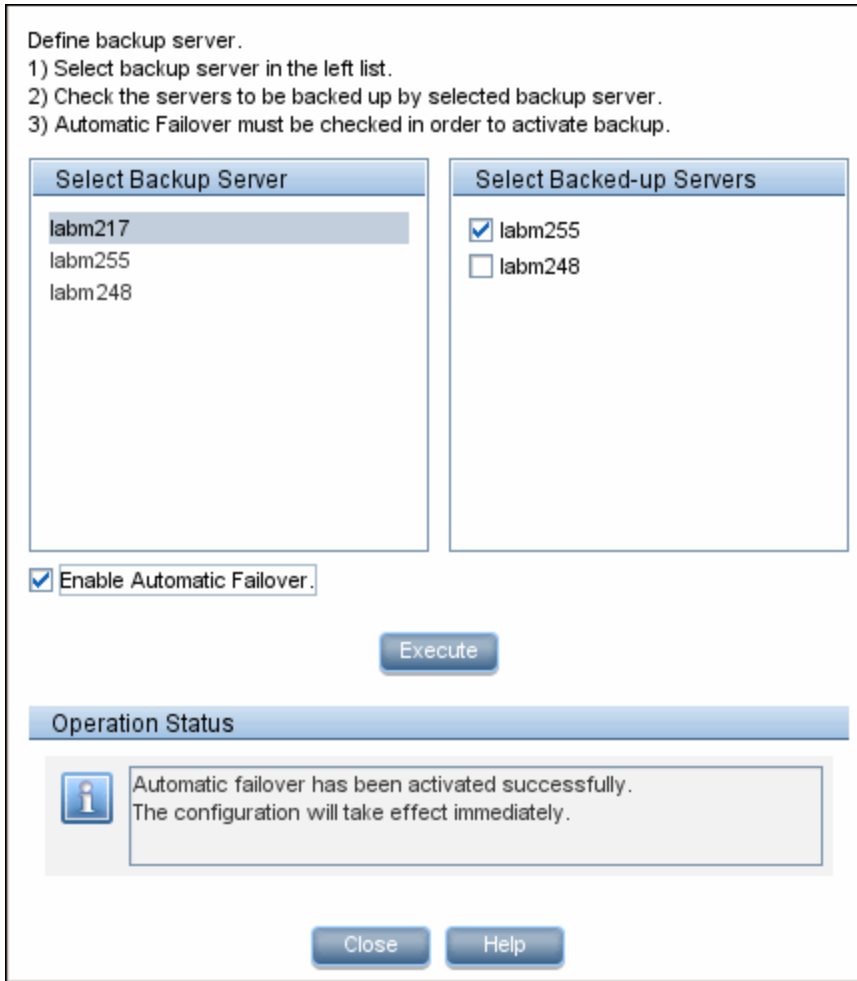 Define backup server.
1) Select backup server in the left list.
2) Check the servers to be backed up by selected backup server.
3) Automatic Failover must be checked in order to activate backup.
Select Backup Server
labm217
labm255
labm248
Select Backed-up Servers
labm255
labm248
Enable Automatic Failover.
Execute
Operation Status
Automatic failover has been activated successfully.
The configuration will take effect immediately.
Close
Help